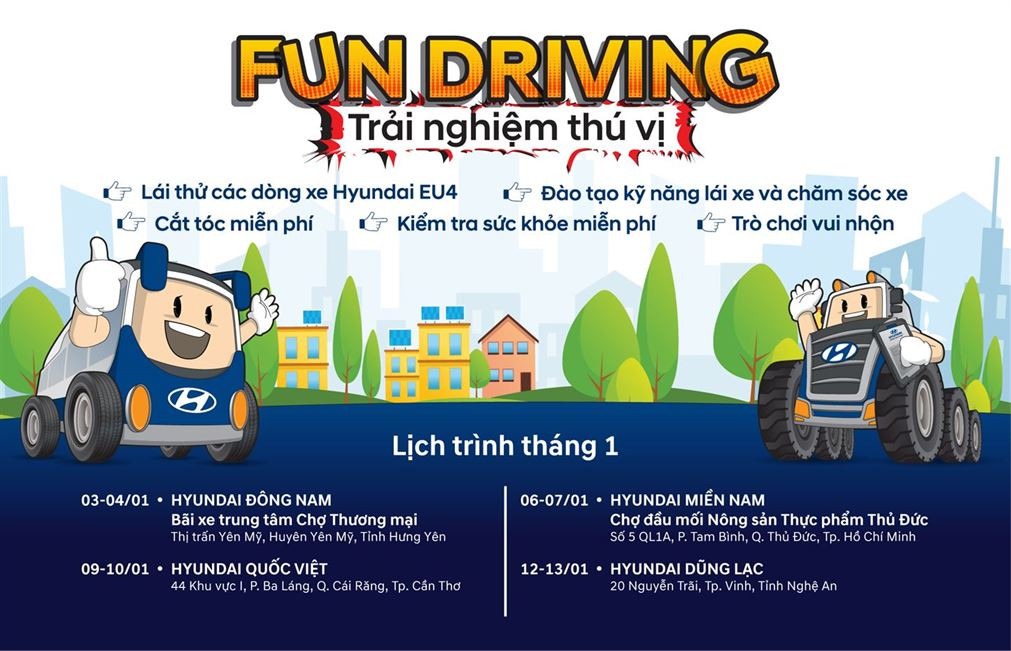 FUN DRIVING
Trải nghiệm thú vị
Lái thử các dòng xe Hyundai EU4
Đào tạo kỹ năng lái xe và chăm sóc xe
Cắt tóc miễn phí
Kiểm tra sức khỏe miễn phí
Trò chơi vui nhộn
Lịch trình tháng 1
03-04/01 • HYUNDAI ĐÔNG NAM
Bãi xe trung tâm Chợ Thương mại
Thị trấn Yên Mỹ, Huyện Yên Mỹ, Tỉnh Hưng Yên
09-10/01 • HYUNDAI QUỐC VIỆT
44 Khu vực I, P. Ba Láng, Q. Cái Răng, Tp. Cần Thơ
06-07/01 • HYUNDAI MIỀN NAM
Chợ đầu mối Nông sản Thực phẩm Thủ Đức
Số 5 QL1A, P. Tam Bình, Q. Thủ Đức, Tp. Hồ Chí Minh
12-13/01 • HYUNDAI DŨNG LẠC
20 Nguyễn Trãi, Tp. Vinh, Tỉnh Nghệ An